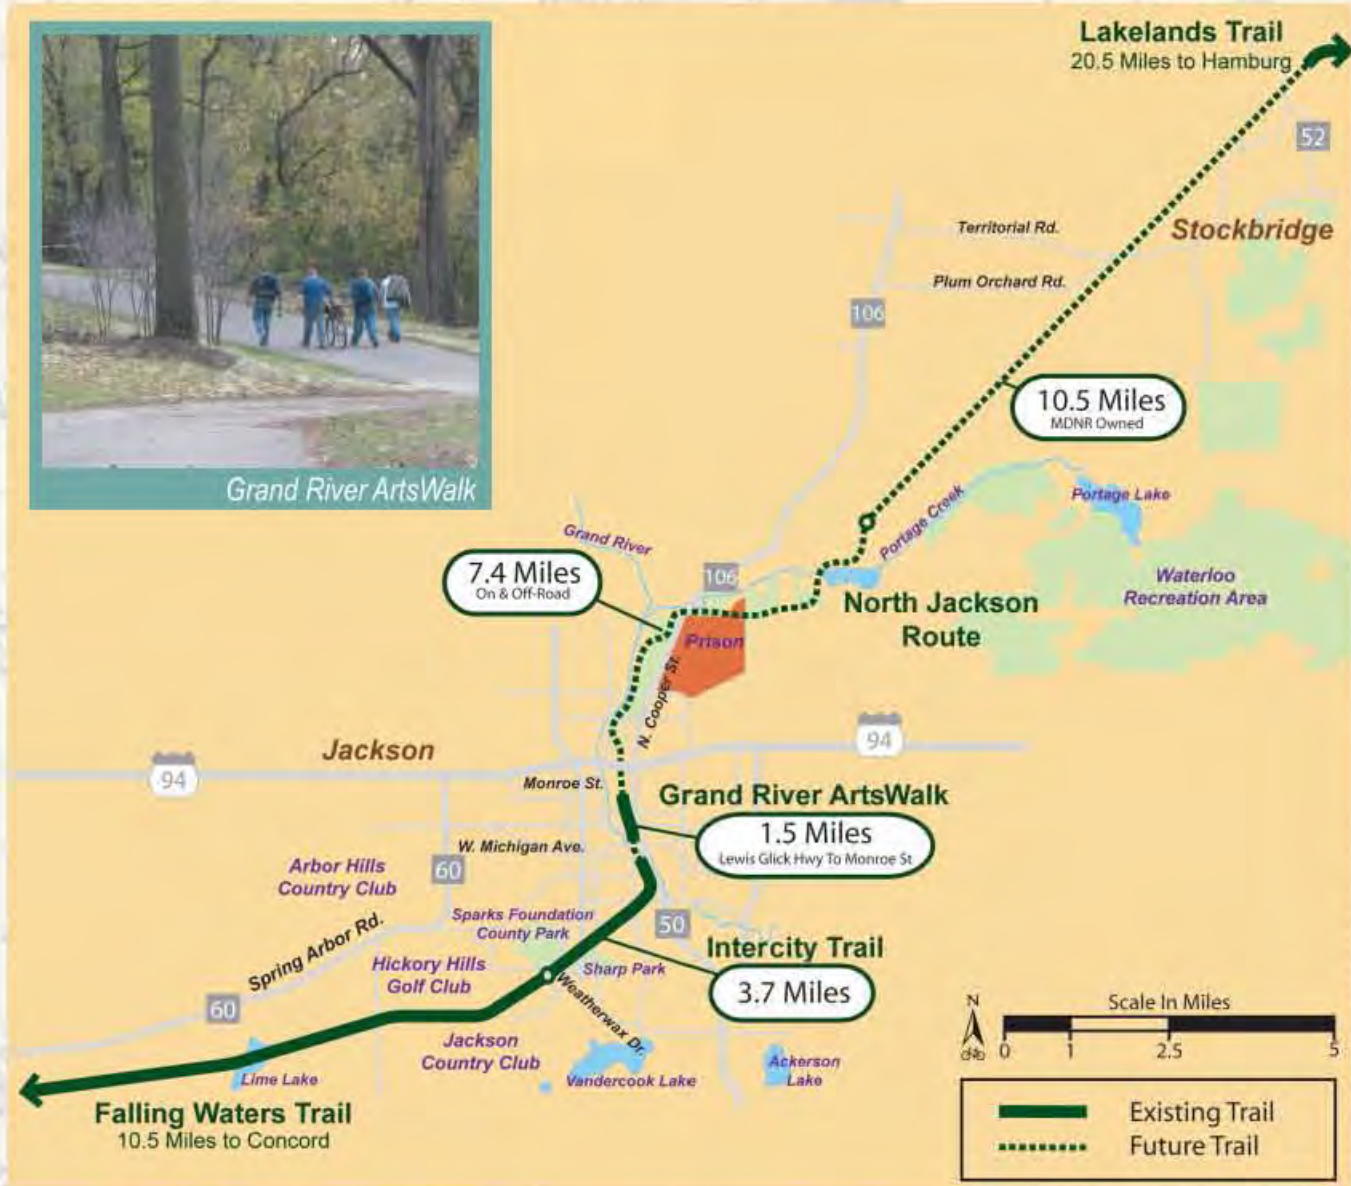 Lakelands Trail
20.5 Miles to Hamburg
52
Territorial Rd.
Stockbridge
Plum Orchard Rd.
106
10.5 Miles
MDNR Owned
Grand River ArtsWalk
Portage Creek
Portage Lake
Grand River
7.4 Miles
On & Off-Road
106
Waterloo
Recreation Area
North Jackson
Route
Prison
N. Cooper St.
Jackson
94
94
Monroe St.
Grand River ArtsWalk
1.5 Miles
Lewis Glick Hwy To Monroe St
W. Michigan Ave.
Arbor Hills
Country Club
60
Sparks Foundation
County Park
50
Spring Arbor Rd.
Intercity Trail
3.7 Miles
Hickory Hills
Golf Club
Sharp Park
Weatherwax Dr.
60
Jackson
Country Club
Lime Lake
Vandercook Lake
Ackerson
Lake
Falling Waters Trail
10.5 Miles to Concord
N
Scale In Miles
0 1 2.5 5
Existing Trail
Future Trail